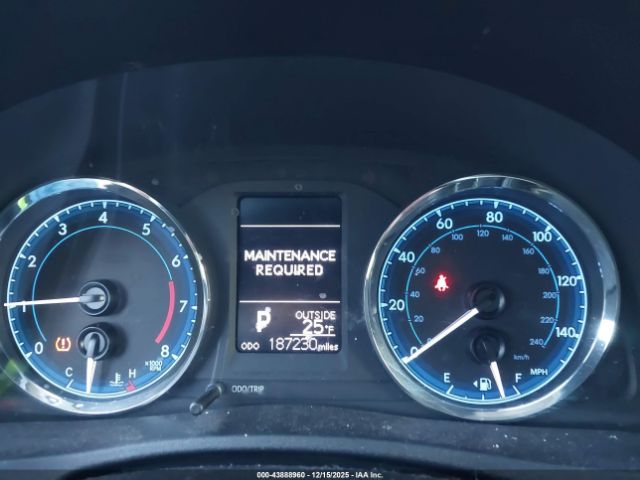 0 1 2 3 4 5 6 7 8
x1000
RPM
C H
MAINTENANCE
REQUIRED
P
OUTSIDE
25°F
ODO 187230 miles
ODO/TRIP
0 20 40 60 80 100 120 140
MPH
40 60 80 100 120 140 160 180 200 220 240
km/h
E F
000-43888960 - 12/15/2025 - IAA Inc.